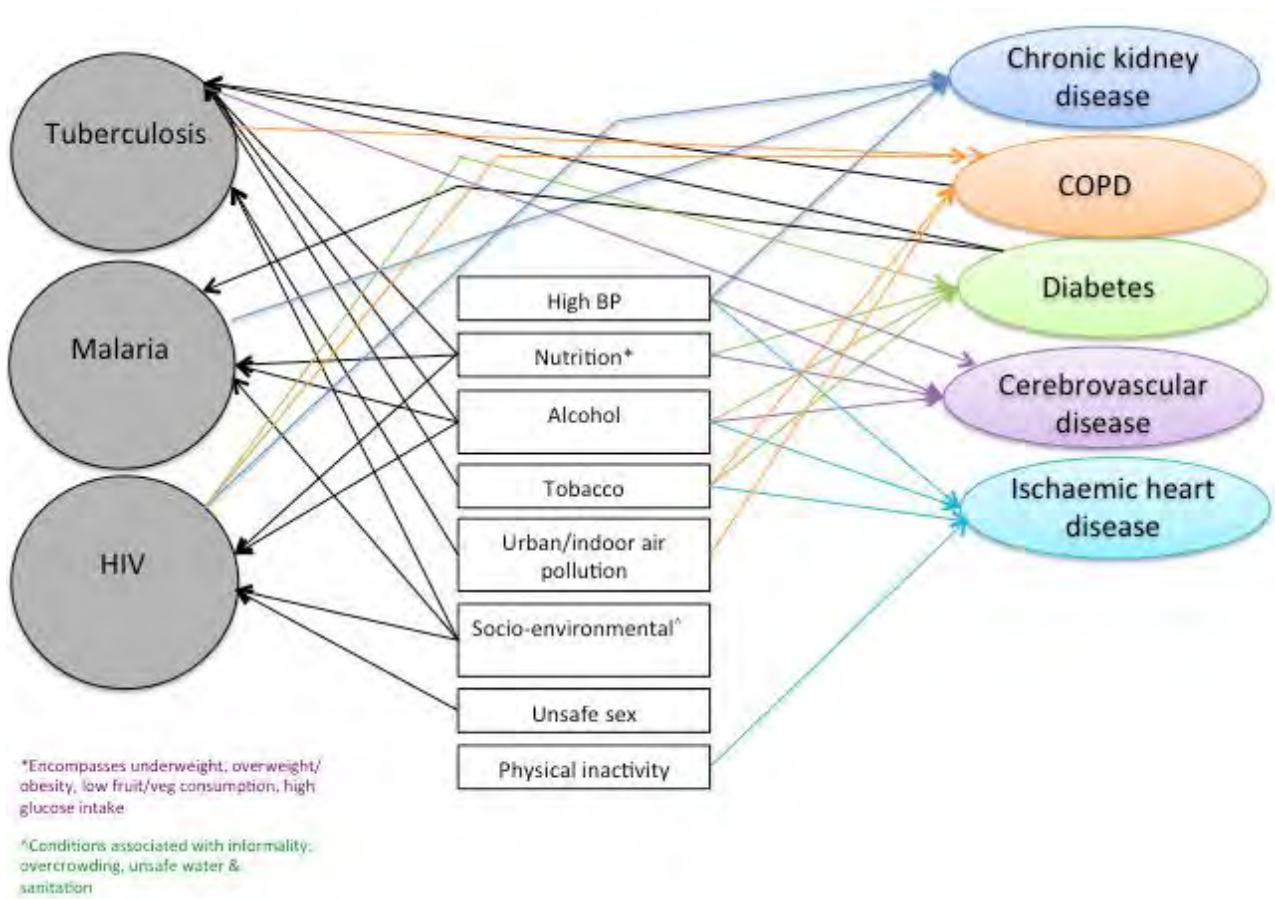 Tuberculosis
Malaria
HIV
High BP
Nutrition*
Alcohol
Tobacco
Urban/indoor air
pollution
Socio-environmental^
Unsafe sex
Physical inactivity
Chronic kidney
disease
COPD
Diabetes
Cerebrovascular
disease
Ischaemic heart
disease
*Encompasses underweight, overweight/
obesity, low fruit/veg consumption, high
glucose intake
^Conditions associated with informality:
overcrowding, unsafe water &
sanitation